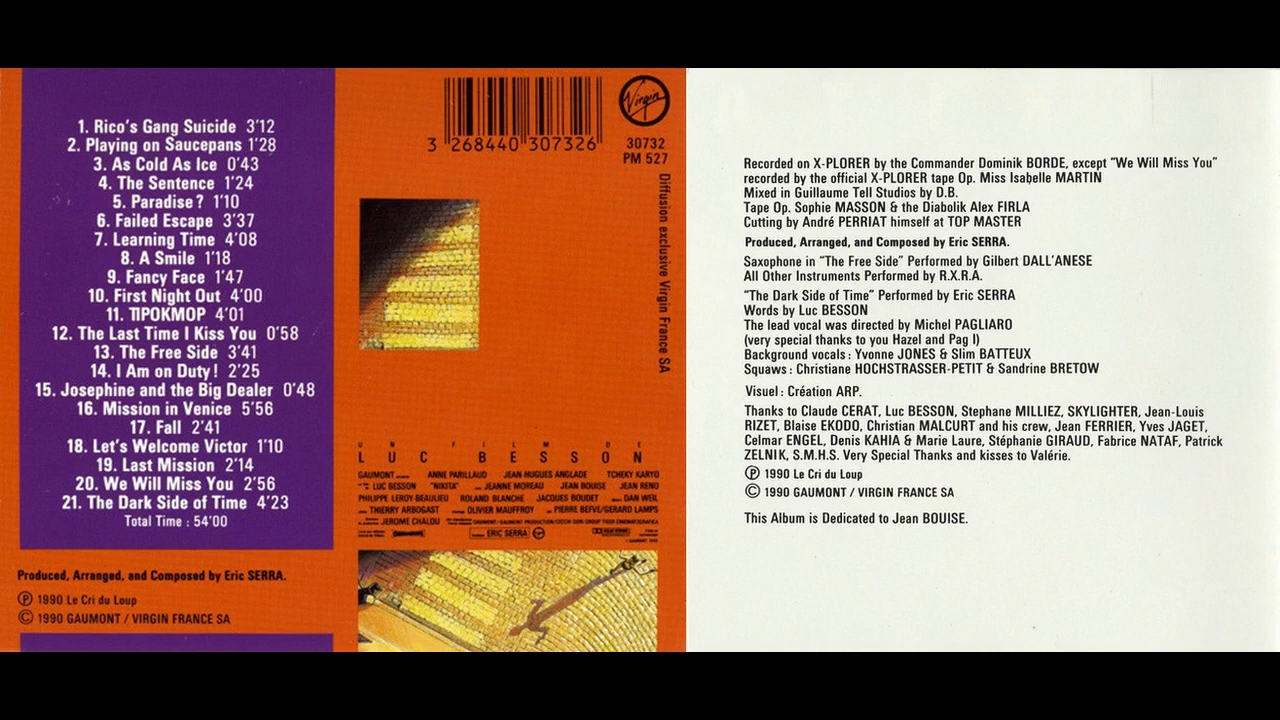 1. Rico's Gang Suicide 3'12
2. Playing on Saucepans 1'28
3. As Cold As Ice 0'43
4. The Sentence 1'24
5. Paradise ? 1'10
6. Failed Escape 3'37
7. Learning Time 4'08
8. A Smile 1'18
9. Fancy Face 1'47
10. First Night Out 4'00
11. ПРОКМОР 4'01
12. The Last Time I Kiss You 0'58
13. The Free Side 3'41
14. I Am on Duty ! 2'25
15. Josephine and the Big Dealer 0'48
16. Mission in Venice 5'56
17. Fall 2'41
18. Let's Welcome Victor 1'10
19. Last Mission 2'14
20. We Will Miss You 2'56
21. The Dark Side of Time 4'23
Total Time : 54'00
Produced, Arranged, and Composed by Eric SERRA.
Ⓟ 1990 Le Cri du Loup
© 1990 GAUMONT / VIRGIN FRANCE SA
3 268440 307326
Virgin
30732
PM 527
Diffusion exclusive Virgin France SA
UN FILM DE
LUC BESSON
GAUMONT ANNE PARILLAUD JEAN-HUGUES ANGLADE TCHEKY KARYO
LUC BESSON "NIKITA" JEANNE MOREAU JEAN BOUISE JEAN RENO
PHILIPPE LEROY-BEAULIEU ROLAND BLANCHE JACQUES BOUDET DAN WEIL
THIERRY ARBOGAST OLIVIER MAUFFROY PIERRE BEFVE/GERARD LAMPS
JEROME CHALOU
ERIC SERRA
Recorded on X-PLORER by the Commander Dominik BORDE, except "We Will Miss You"
recorded by the official X-PLORER tape Op. Miss Isabelle MARTIN
Mixed in Guillaume Tell Studios by D.B.
Tape Op. Sophie MASSON & the Diabolik Alex FIRLA
Cutting by André PERRIAT himself at TOP MASTER
Produced, Arranged, and Composed by Eric SERRA.
Saxophone in "The Free Side" Performed by Gilbert DALL'ANESE
All Other Instruments Performed by R.X.R.A.
"The Dark Side of Time" Performed by Eric SERRA
Words by Luc BESSON
The lead vocal was directed by Michel PAGLIARO
(very special thanks to you Hazel and Pag I)
Background vocals : Yvonne JONES & Slim BATTEUX
Squaws : Christiane HOCHSTRASSER-PETIT & Sandrine BRETOW
Visuel : Création ARP.
Thanks to Claude CERAT, Luc BESSON, Stephane MILLIEZ, SKYLIGHTER, Jean-Louis
RIZET, Blaise EKODO, Christian MALCURT and his crew, Jean FERRIER, Yves JAGET,
Celmar ENGEL, Denis KAHIA & Marie Laure, Stéphanie GIRAUD, Fabrice NATAF, Patrick
ZELNIK, S.M.H.S. Very Special Thanks and kisses to Valérie.
Ⓟ 1990 Le Cri du Loup
© 1990 GAUMONT / VIRGIN FRANCE SA
This Album is Dedicated to Jean BOUISE.